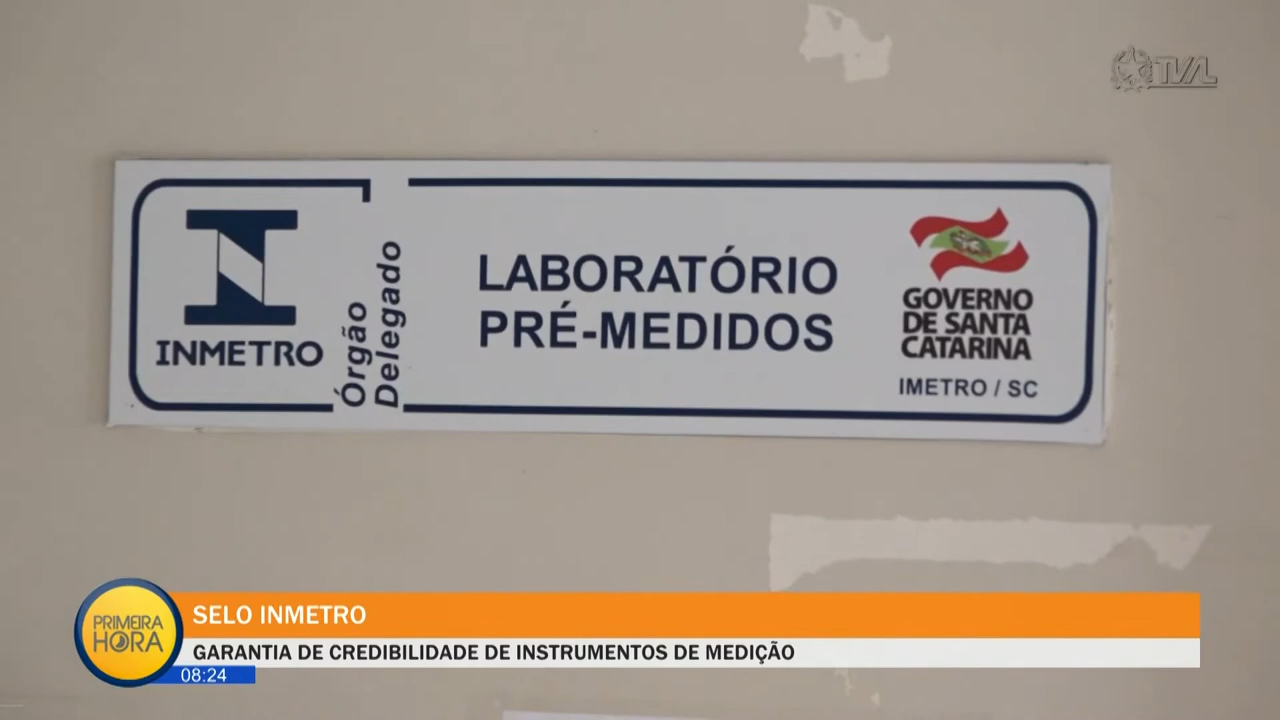 TVAL
INMETRO
Órgão
Delegado
LABORATÓRIO
PRÉ-MEDIDOS
GOVERNO
DE SANTA
CATARINA
IMETRO / SC
PRIMEIRA
HORA
SELO INMETRO
GARANTIA DE CREDIBILIDADE DE INSTRUMENTOS DE MEDIÇÃO
08:24